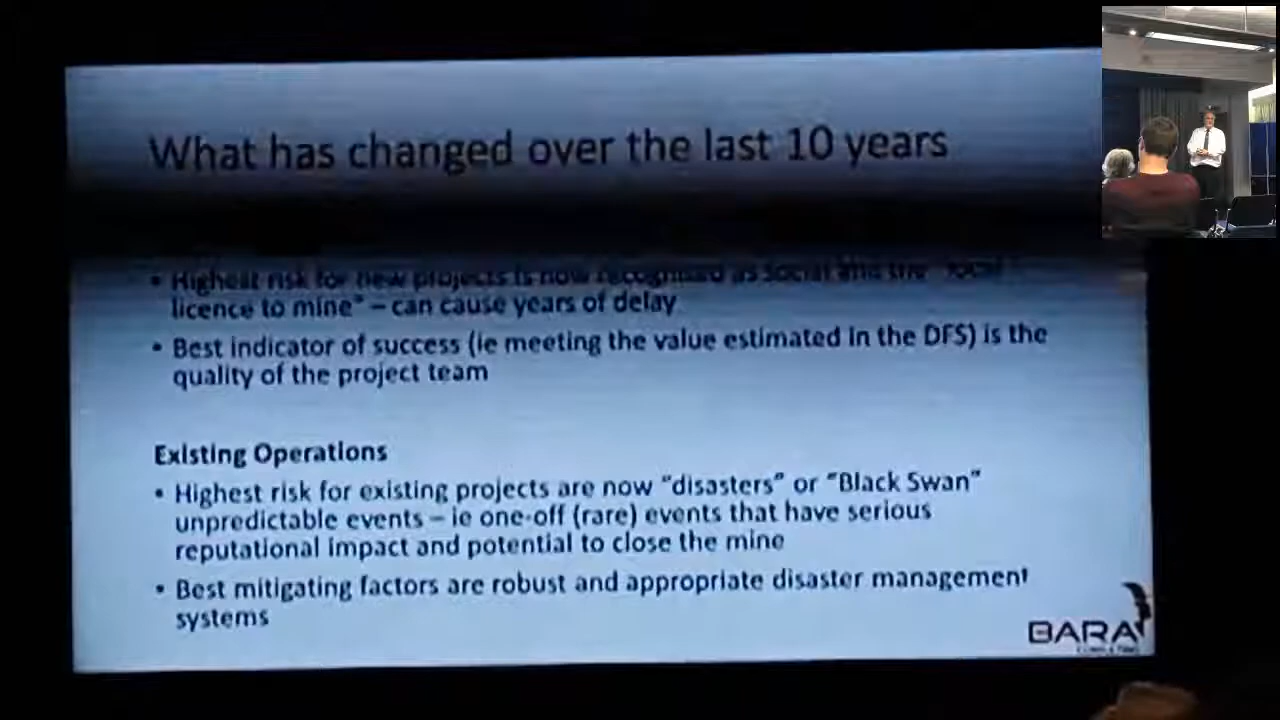 What has changed over the last 10 years
• Highest risk for new projects is now recognised as social and the "local
licence to mine" – can cause years of delay
• Best indicator of success (ie meeting the value estimated in the DFS) is the
quality of the project team
Existing Operations
• Highest risk for existing projects are now "disasters" or "Black Swan"
unpredictable events – ie one-off (rare) events that have serious
reputational impact and potential to close the mine
• Best mitigating factors are robust and appropriate disaster management
systems
BARA